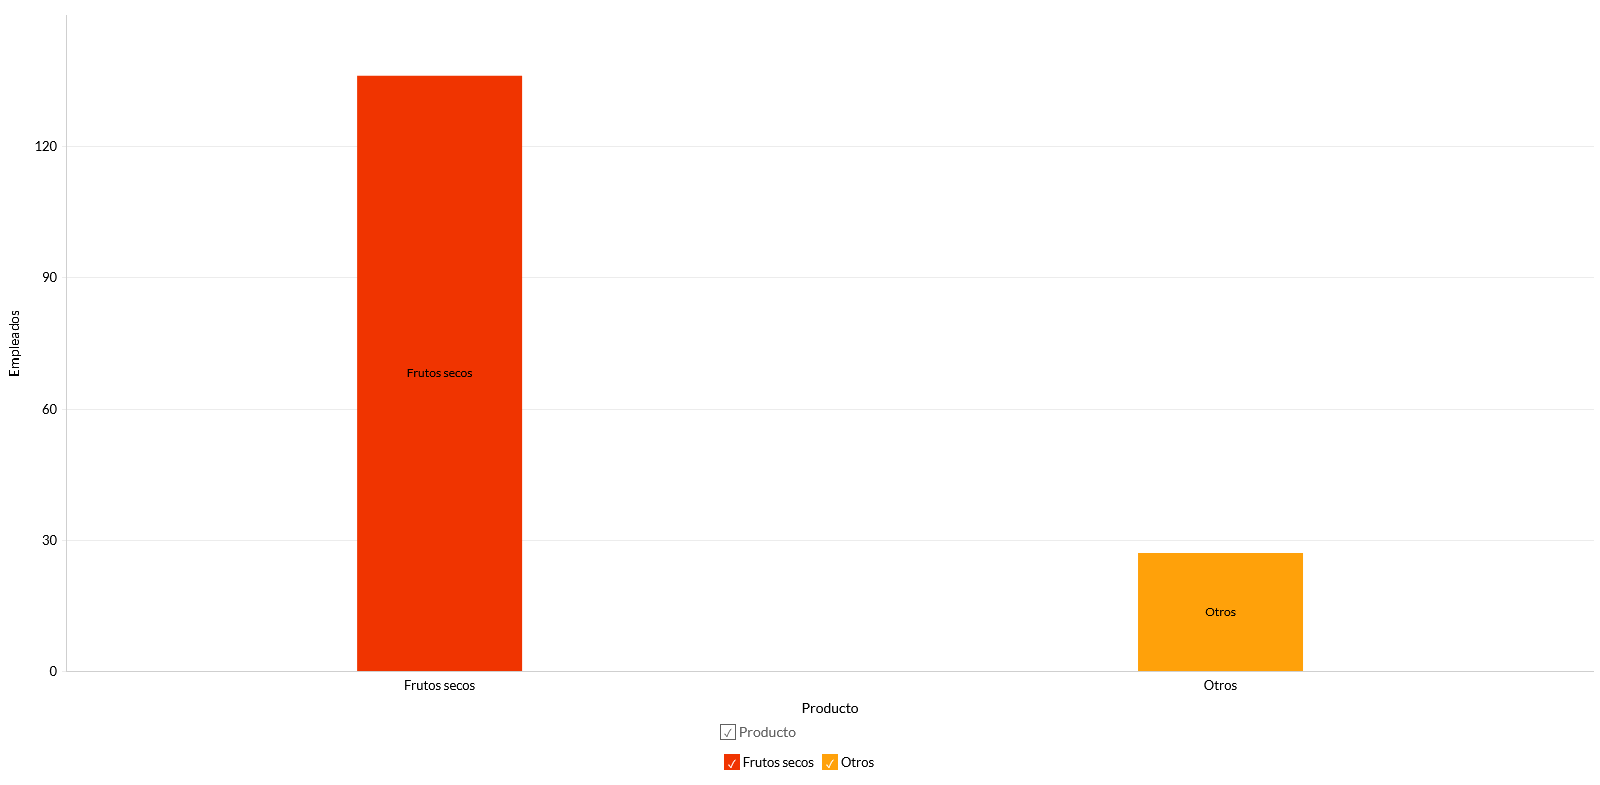 120
90
60
30
0
Empleados
Frutos secos
Otros
Frutos secos
Otros
Producto
Producto
Frutos secos Otros